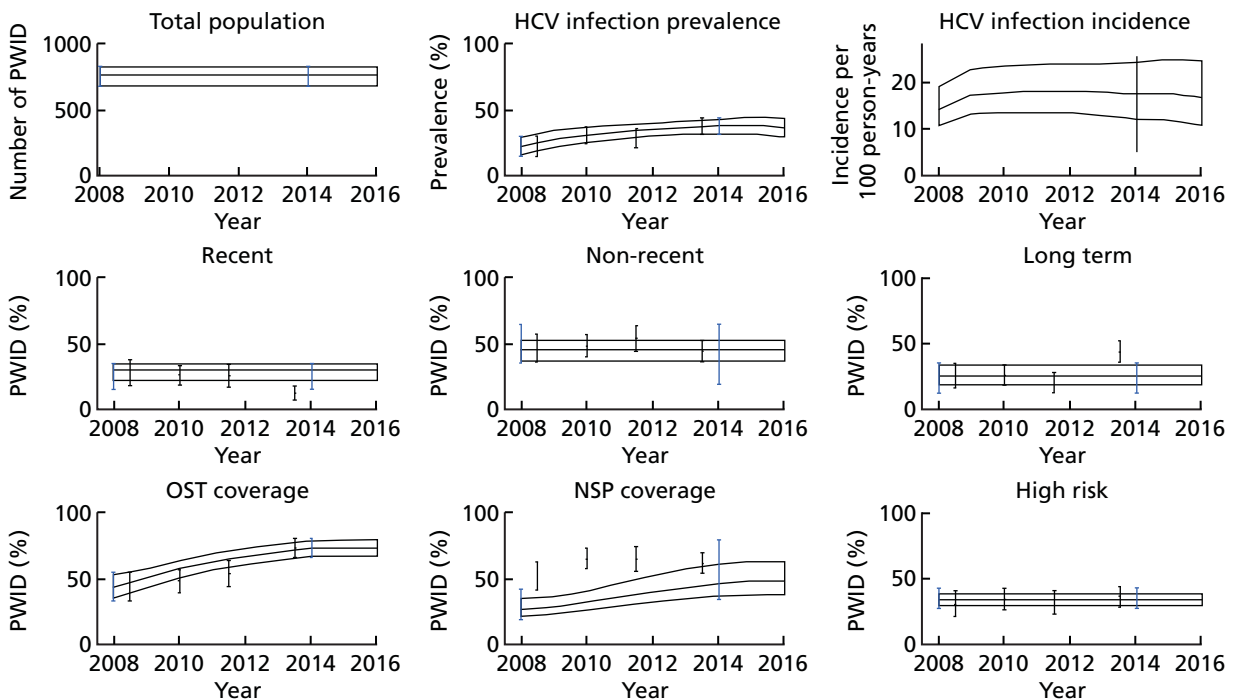 Total population
Number of PWID
1000
500
0
2008 2010 2012 2014 2016
Year
HCV infection prevalence
Prevalence (%)
100
50
0
2008 2010 2012 2014 2016
Year
HCV infection incidence
Incidence per
100 person-years
20
10
0
2008 2010 2012 2014 2016
Year
Recent
PWID (%)
100
50
0
2008 2010 2012 2014 2016
Year
Non-recent
PWID (%)
100
50
0
2008 2010 2012 2014 2016
Year
Long term
PWID (%)
100
50
0
2008 2010 2012 2014 2016
Year
OST coverage
PWID (%)
100
50
0
2008 2010 2012 2014 2016
Year
NSP coverage
PWID (%)
100
50
0
2008 2010 2012 2014 2016
Year
High risk
PWID (%)
100
50
0
2008 2010 2012 2014 2016
Year